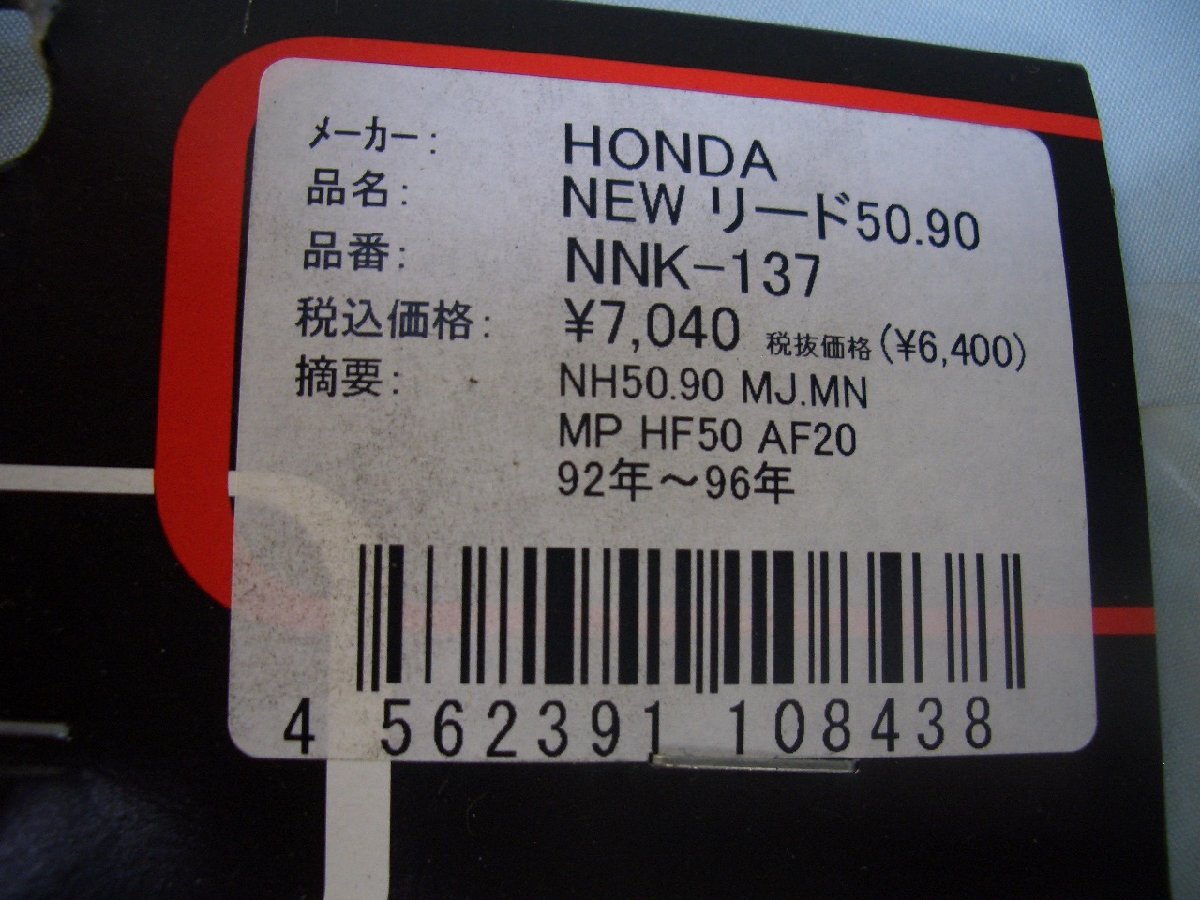 メーカー: HONDA
品名: NEW リード50.90
品番: NNK-137
税込価格: ¥7,040 税抜価格(¥6,400)
摘要: NH50.90 MJ.MN
MP HF50 AF20
92年～96年
4 562391 108438